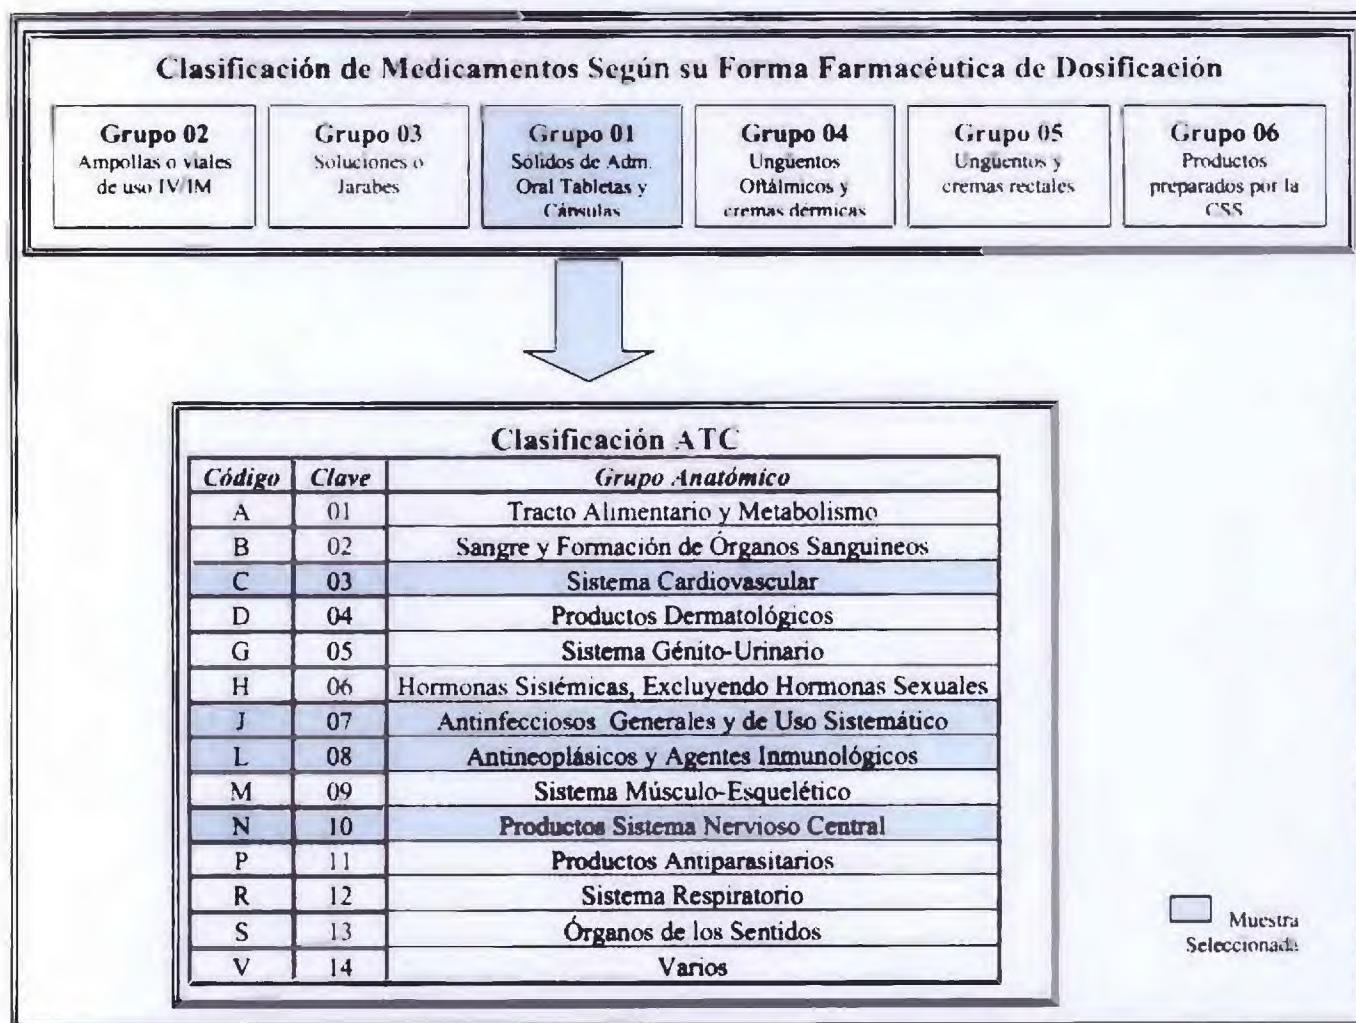 Clasificación de Medicamentos Según su Forma Farmacéutica de Dosificación
Grupo 02
Ampollas o viales
de uso IV/IM
Grupo 03
Soluciones o
Jarabes
Grupo 01
Sólidos de Adm.
Oral Tabletas y
Cápsulas
Grupo 04
Ungüentos
Oftálmicos y
cremas dérmicas
Grupo 05
Ungüentos y
cremas rectales
Grupo 06
Productos
preparados por la
CSS
Clasificación ATC
Código Clave Grupo Anatómico
A 01 Tracto Alimentario y Metabolismo
B 02 Sangre y Formación de Órganos Sanguineos
C 03 Sistema Cardiovascular
D 04 Productos Dermatológicos
G 05 Sistema Génito-Urinario
H 06 Hormonas Sistémicas, Excluyendo Hormonas Sexuales
J 07 Antinfecciosos Generales y de Uso Sistemático
L 08 Antineoplásicos y Agentes Inmunológicos
M 09 Sistema Músculo-Esquelético
N 10 Productos Sistema Nervioso Central
P 11 Productos Antiparasitarios
R 12 Sistema Respiratorio
S 13 Órganos de los Sentidos
V 14 Varios
Muestra
Seleccionada